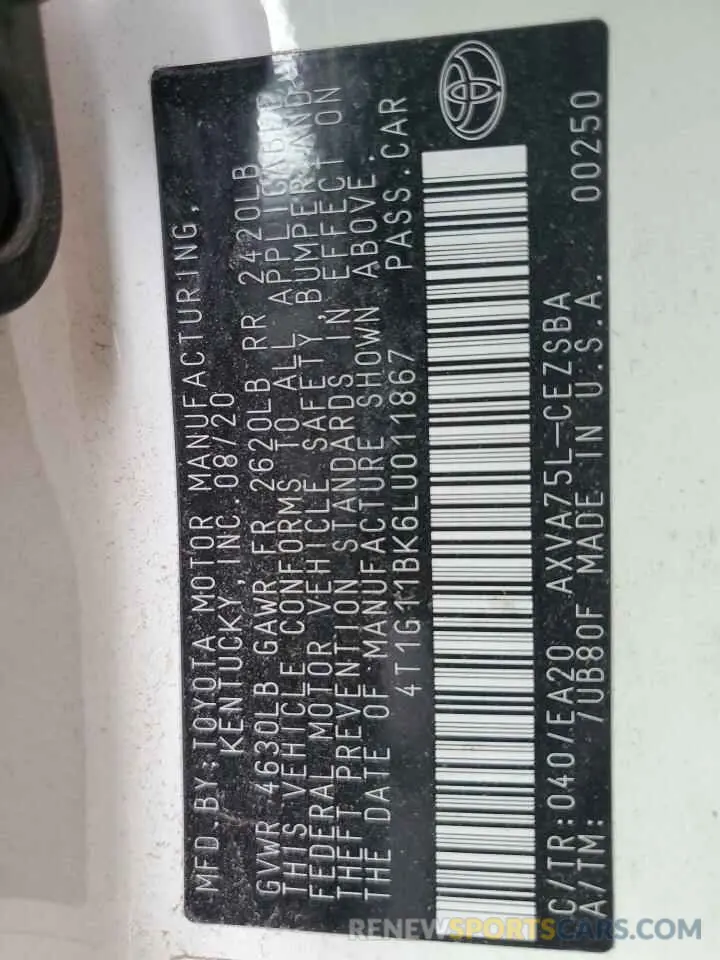 MFD.BY:TOYOTA MOTOR MANUFACTURING,
KENTUCKY,INC.08/20
GVWR 4630LB GAWR FR 2620LB RR 2420LB
THIS VEHICLE CONFORMS TO ALL APPLICABLE
FEDERAL MOTOR VEHICLE SAFETY,BUMPER,AND
THEFT PREVENTION STANDARDS IN EFFECT ON
THE DATE OF MANUFACTURE SHOWN ABOVE.
4T1G11BK6LU011867 PASS.CAR
C/TR:040/EA20 AXVA75L-CEZSBA
A/TM: /UB80F MADE IN U.S.A. 00250
RENEWSPORTSCARS.COM